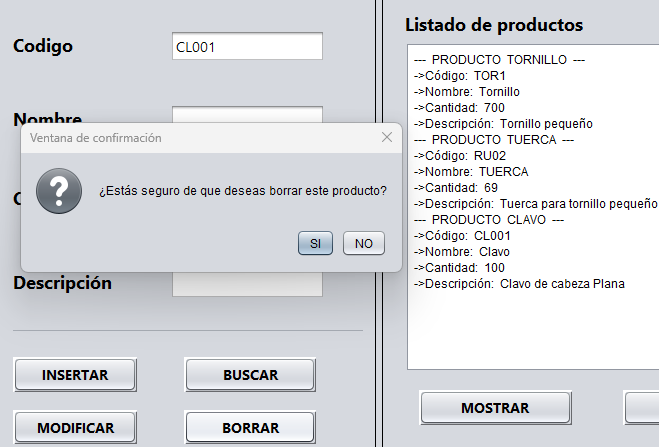 Codigo
CL001
Nombre
Ventana de confirmación
¿Estás seguro de que deseas borrar este producto?
SI
NO
Descripción
INSERTAR
BUSCAR
MODIFICAR
BORRAR
Listado de productos
--- PRODUCTO TORNILLO ---
->Código: TOR1
->Nombre: Tornillo
->Cantidad: 700
->Descripción: Tornillo pequeño
--- PRODUCTO TUERCA ---
->Código: RU02
->Nombre: TUERCA
->Cantidad: 69
->Descripción: Tuerca para tornillo pequeño
--- PRODUCTO CLAVO ---
->Código: CL001
->Nombre: Clavo
->Cantidad: 100
->Descripción: Clavo de cabeza Plana
MOSTRAR